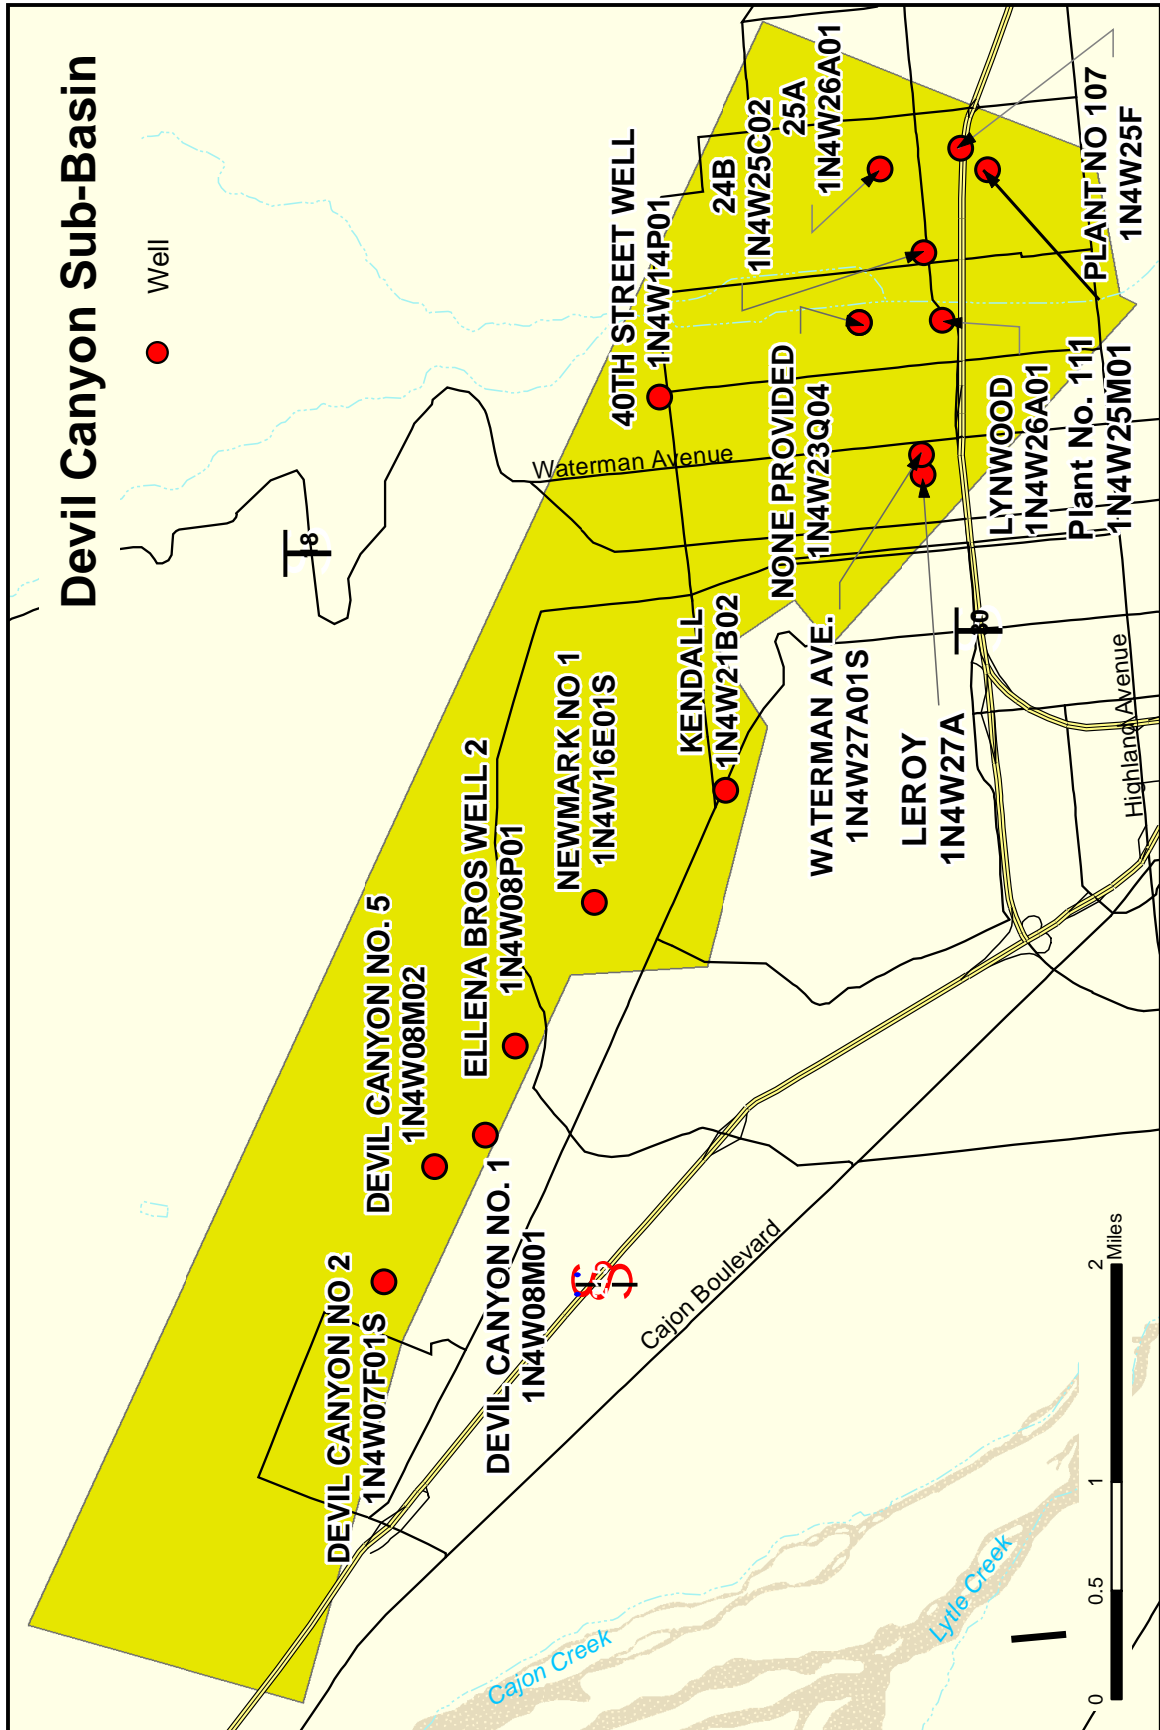 Devil Canyon Sub-Basin
Well
18
40TH STREET WELL
1N4W14P01
24B
1N4W25C02
25A
1N4W26A01
Waterman Avenue
NONE PROVIDED
1N4W23Q04
PLANT NO 107
1N4W25F
LYNWOOD
1N4W26A01
Plant No. 111
1N4W25M01
KENDALL
1N4W21B02
WATERMAN AVE.
1N4W27A01S
LEROY
1N4W27A
30
Highland Avenue
NEWMARK NO 1
1N4W16E01S
ELLENA BROS WELL 2
1N4W08P01
DEVIL CANYON NO. 5
1N4W08M02
DEVIL CANYON NO. 1
1N4W08M01
DEVIL CANYON NO 2
1N4W07F01S
Cajon Boulevard
Cajon Creek
Lytle Creek
0 0.5 1 2
Miles